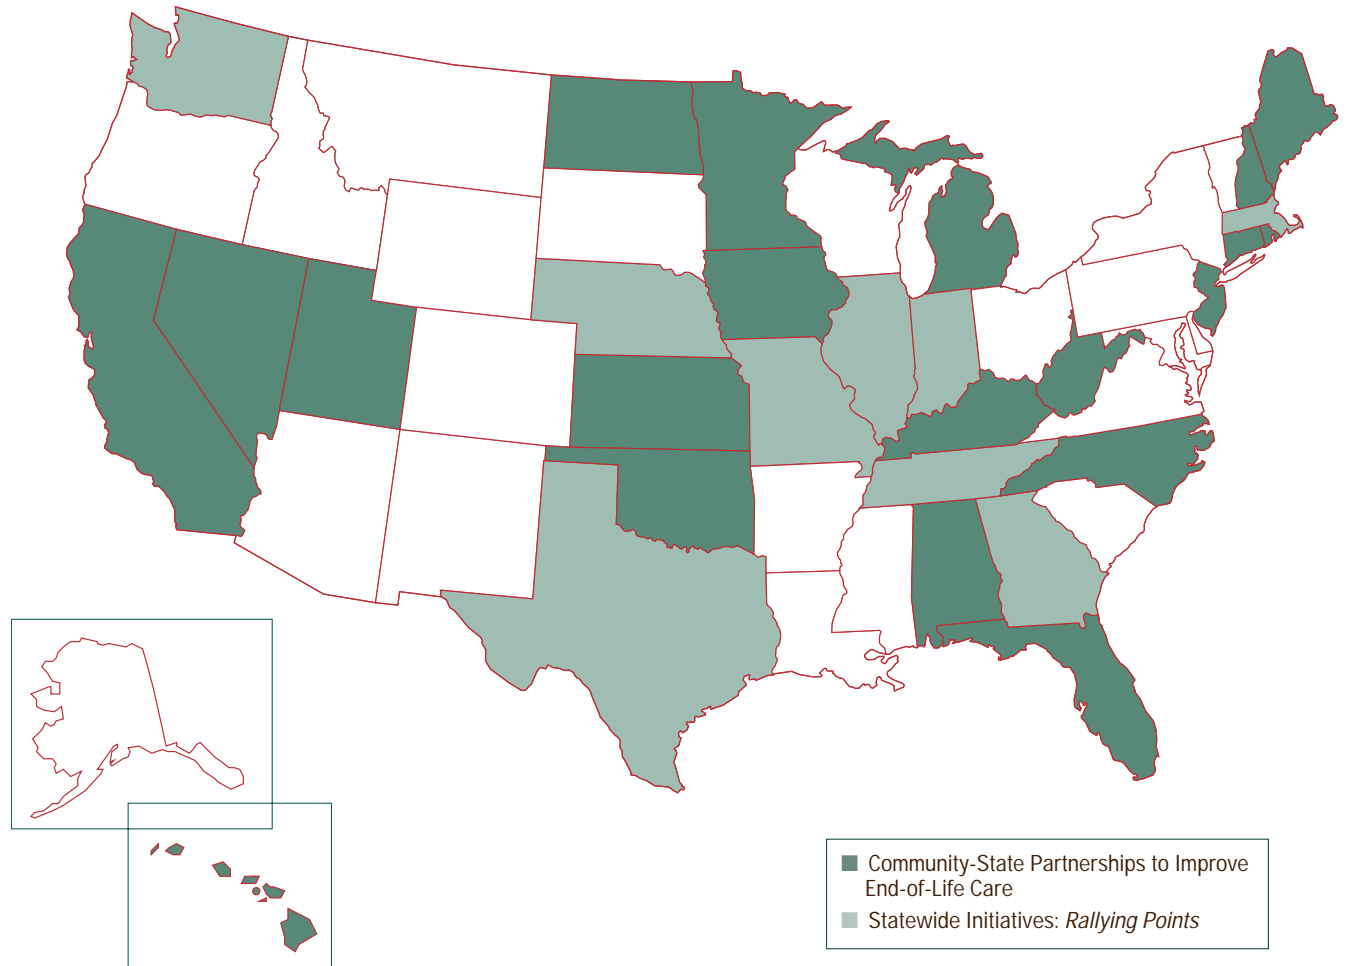 Community-State Partnerships to Improve
End-of-Life Care
Statewide Initiatives: Rallying Points